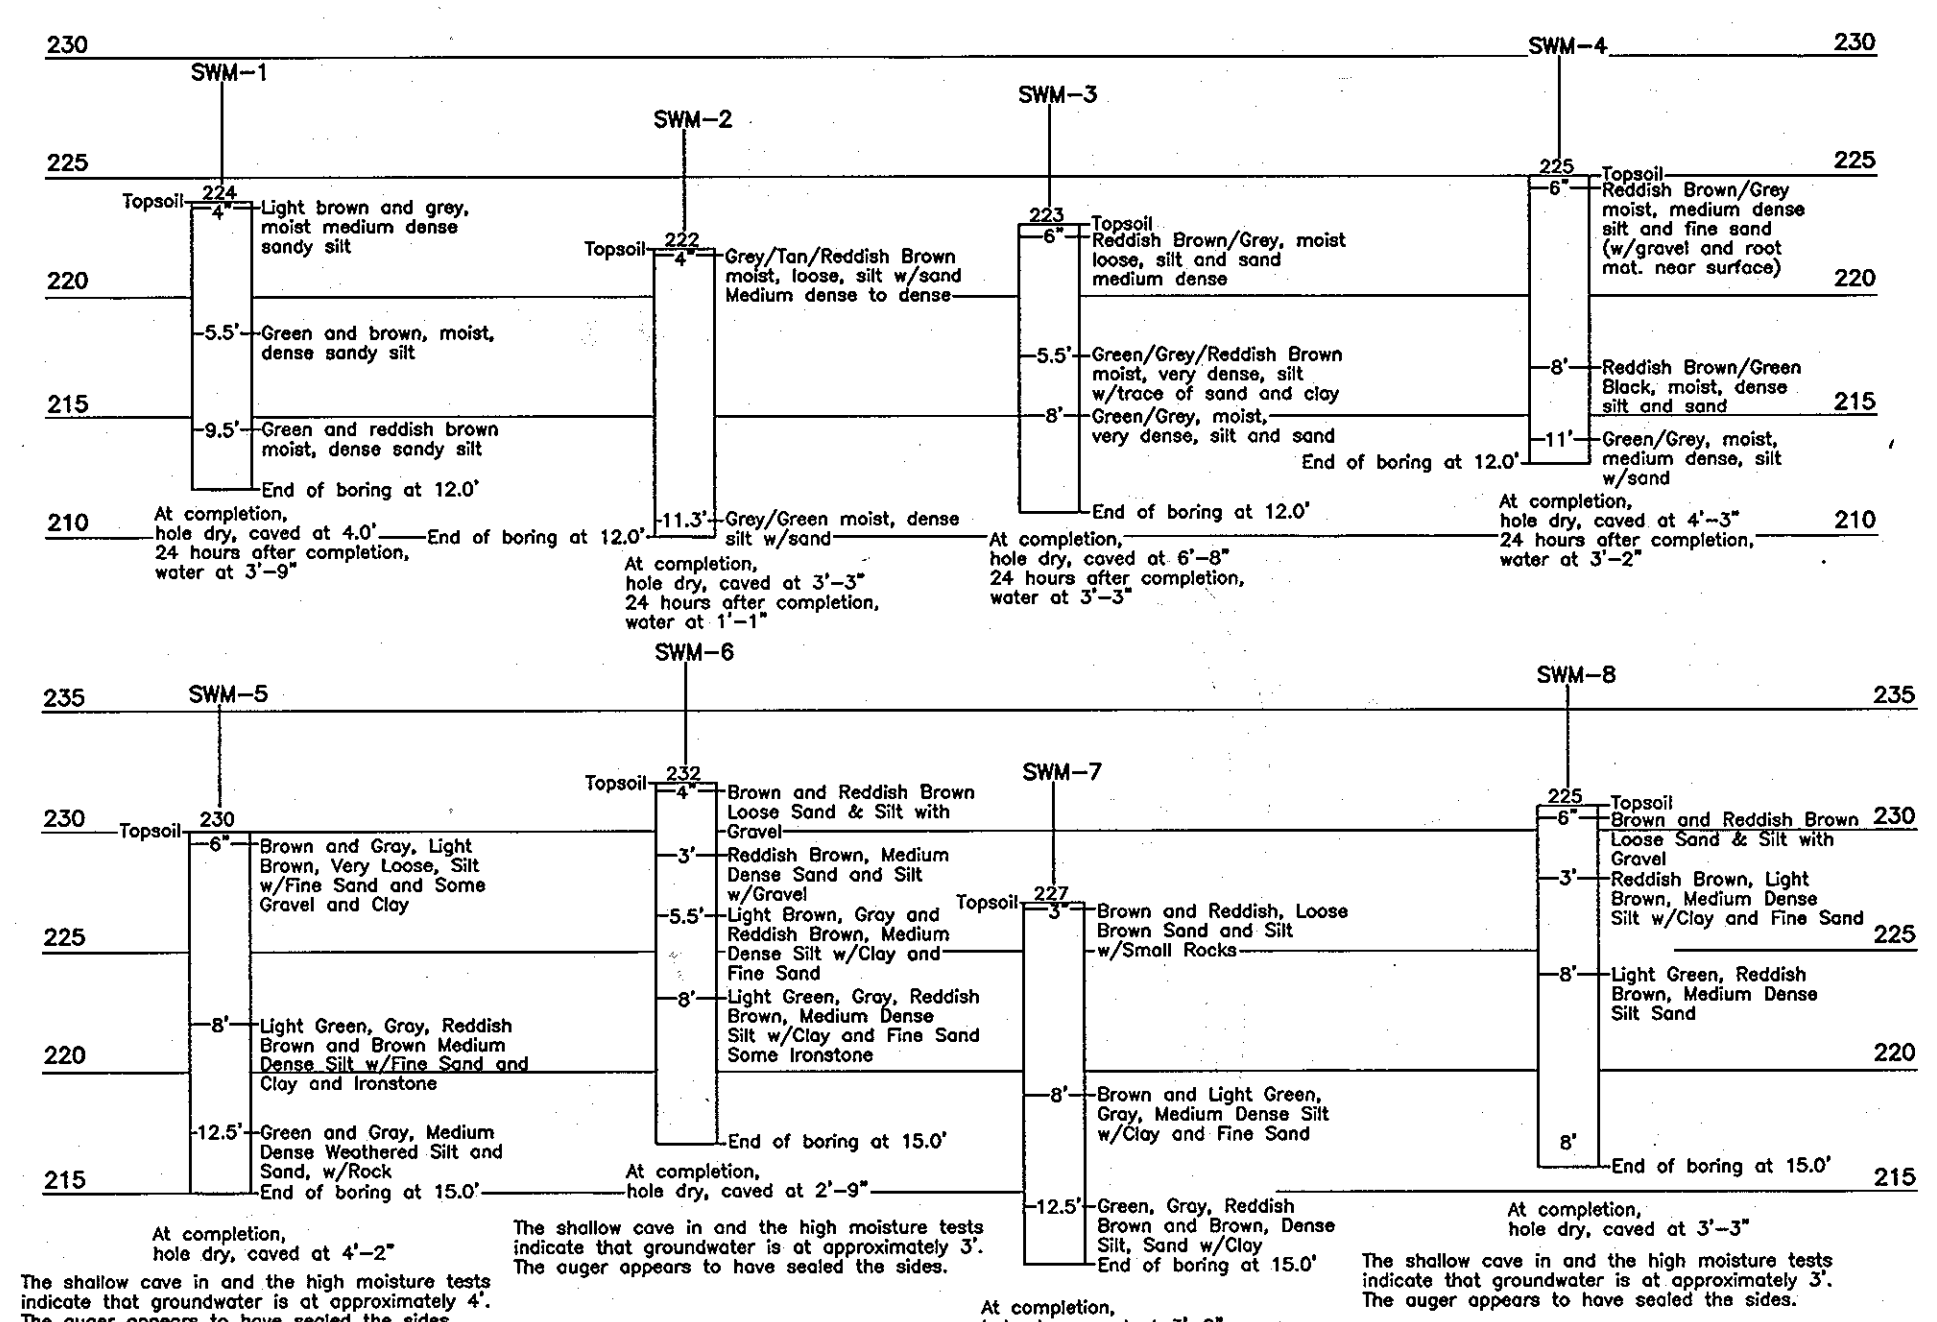 230
SWM-1
SWM-2
SWM-3
SWM-4
230
225
225
Topsoil
224
4"
Light brown and grey,
moist medium dense
sandy silt
5.5'
Green and brown, moist,
dense sandy silt
9.5'
Green and reddish brown
moist, dense sandy silt
End of boring at 12.0'
At completion,
hole dry, caved at 4.0'
24 hours after completion,
water at 3'-9"
Topsoil
222
4"
Grey/Tan/Reddish Brown
moist, loose, silt w/sand
Medium dense to dense
11.3'
Grey/Green moist, dense
silt w/sand
End of boring at 12.0'
At completion,
hole dry, caved at 3'-3"
24 hours after completion,
water at 1'-1"
223
Topsoil
6"
Reddish Brown/Grey, moist
loose, silt and sand
medium dense
5.5'
Green/Grey/Reddish Brown
moist, very dense, silt
w/trace of sand and clay
8'
Green/Grey, moist,
very dense, silt and sand
End of boring at 12.0'
At completion,
hole dry, caved at 6'-8"
24 hours after completion,
water at 3'-3"
225
Topsoil
6"
Reddish Brown/Grey
moist, medium dense
silt and fine sand
(w/gravel and root
mat. near surface)
8'
Reddish Brown/Green
Black, moist, dense
silt and sand
11'
Green/Grey, moist,
medium dense, silt
w/sand
End of boring at 12.0'
At completion,
hole dry, caved at 4'-3"
24 hours after completion,
water at 3'-2"
220
220
215
215
210
210
235
SWM-5
SWM-6
SWM-7
SWM-8
235
230
Topsoil
230
6"
Brown and Gray, Light
Brown, Very Loose, Silt
w/Fine Sand and Some
Gravel and Clay
8'
Light Green, Gray, Reddish
Brown and Brown Medium
Dense Silt w/Fine Sand and
Clay and Ironstone
12.5'
Green and Gray, Medium
Dense Weathered Silt and
Sand, w/Rock
End of boring at 15.0'
At completion,
hole dry, caved at 4'-2"
The shallow cave in and the high moisture tests
indicate that groundwater is at approximately 4'.
The auger appears to have sealed the sides.
Topsoil
232
4"
Brown and Reddish Brown
Loose Sand & Silt with
Gravel
3'
Reddish Brown, Medium
Dense Sand and Silt
w/Gravel
5.5'
Light Brown, Gray and
Reddish Brown, Medium
Dense Silt w/Clay and
Fine Sand
8'
Light Green, Gray, Reddish
Brown, Medium Dense
Silt w/Clay and Fine Sand
Some Ironstone
End of boring at 15.0'
At completion,
hole dry, caved at 2'-9"
The shallow cave in and the high moisture tests
indicate that groundwater is at approximately 3'.
The auger appears to have sealed the sides.
Topsoil
227
3"
Brown and Reddish, Loose
Brown Sand and Silt
w/Small Rocks
8'
Brown and Light Green,
Gray, Medium Dense Silt
w/Clay and Fine Sand
12.5'
Green, Gray, Reddish
Brown and Brown, Dense
Silt, Sand w/Clay
End of boring at 15.0'
At completion,
225
Topsoil
6"
Brown and Reddish Brown
Loose Sand & Silt with
Gravel
3'
Reddish Brown, Light
Brown, Medium Dense
Silt w/Clay and Fine Sand
8'
Light Green, Reddish
Brown, Medium Dense
Silt Sand
8'
End of boring at 15.0'
At completion,
hole dry, caved at 3'-3"
The shallow cave in and the high moisture tests
indicate that groundwater is at approximately 3'.
The auger appears to have sealed the sides.
230
225
225
220
220
215
215